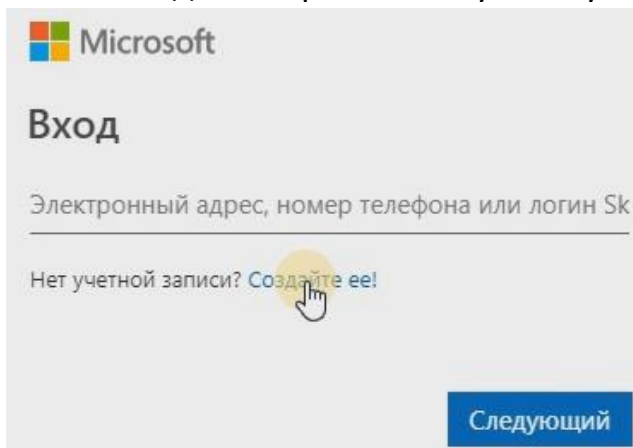 Microsoft
Вход
Электронный адрес, номер телефона или логин Sk
Нет учетной записи? Создайте ее!
Следующий